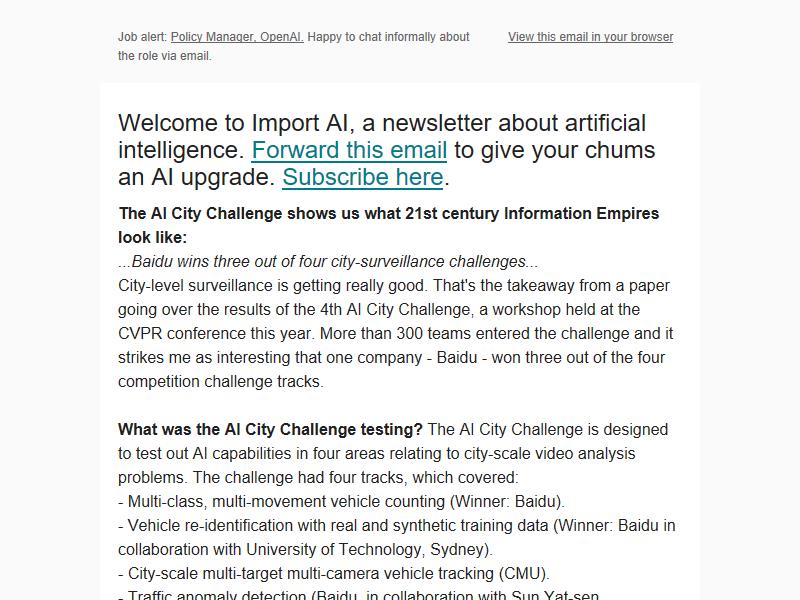 Job alert: Policy Manager, OpenAI. Happy to chat informally about
the role via email.
View this email in your browser
Welcome to Import AI, a newsletter about artificial
intelligence. Forward this email to give your chums
an AI upgrade. Subscribe here.
The AI City Challenge shows us what 21st century Information Empires
look like:
...Baidu wins three out of four city-surveillance challenges...
City-level surveillance is getting really good. That's the takeaway from a paper
going over the results of the 4th AI City Challenge, a workshop held at the
CVPR conference this year. More than 300 teams entered the challenge and it
strikes me as interesting that one company - Baidu - won three out of the four
competition challenge tracks.
What was the AI City Challenge testing? The AI City Challenge is designed
to test out AI capabilities in four areas relating to city-scale video analysis
problems. The challenge had four tracks, which covered:
- Multi-class, multi-movement vehicle counting (Winner: Baidu).
- Vehicle re-identification with real and synthetic training data (Winner: Baidu in
collaboration with University of Technology, Sydney).
- City-scale multi-target multi-camera vehicle tracking (CMU).
- Traffic anomaly detection (Baidu, in collaboration with Sun Yat-sen